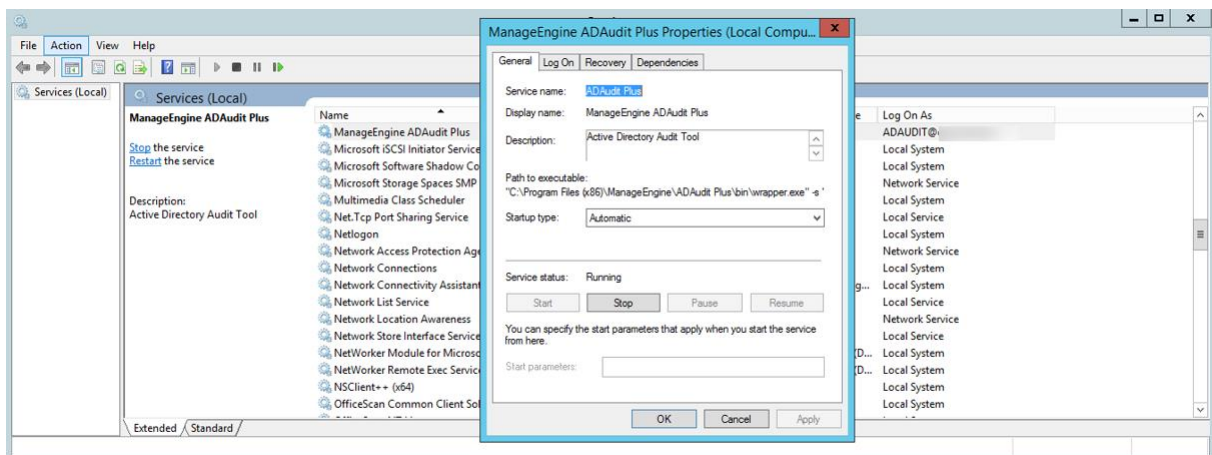 ManageEngine ADAudit Plus Properties (Local Compu...
File Action View Help
General Log On Recovery Dependencies
Services (Local)
Services (Local)
ManageEngine ADAudit Plus
Stop the service
Restart the service
Description:
Active Directory Audit Tool
Name
ManageEngine ADAudit Plus
Microsoft iSCSI Initiator Service
Microsoft Software Shadow Co
Microsoft Storage Spaces SMP
Multimedia Class Scheduler
Net.Tcp Port Sharing Service
Netlogon
Network Access Protection Age
Network Connections
Network Connectivity Assistant
Network List Service
Network Location Awareness
Network Store Interface Service
NetWorker Module for Microso
NetWorker Remote Exec Service
NSClient++ (x64)
OfficeScan Common Client Sol
Extended Standard
Service name: ADAudit Plus
Display name: ManageEngine ADAudit Plus
Description: Active Directory Audit Tool
Path to executable:
"C:\Program Files (x86)\ManageEngine\ADAudit Plus\bin\wrapper.exe" -s '
Startup type: Automatic
Service status: Running
Start Stop Pause Resume
You can specify the start parameters that apply when you start the service
from here.
Start parameters:
OK Cancel Apply
e Log On As
ADAUDIT@
Local System
Local System
Network Service
Local System
Local Service
Local System
Network Service
Local System
g... Local System
Local Service
Network Service
Local Service
(D... Local System
(D... Local System
Local System
Local System